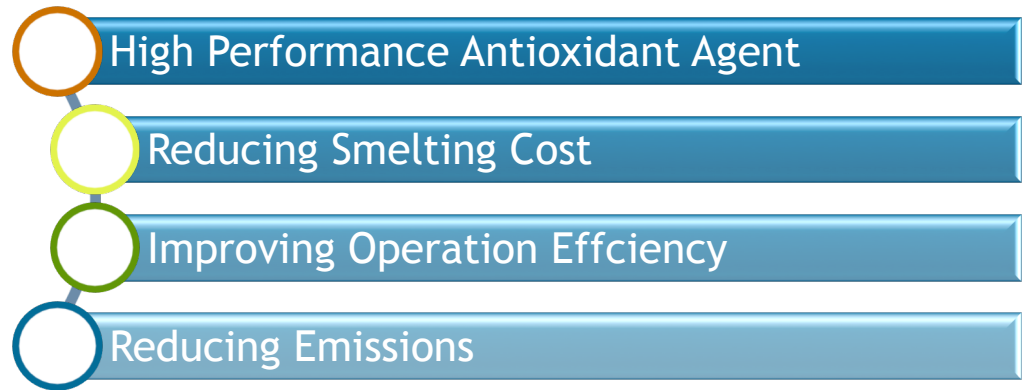 High Performance Antioxidant Agent
Reducing Smelting Cost
Improving Operation Effciency
Reducing Emissions